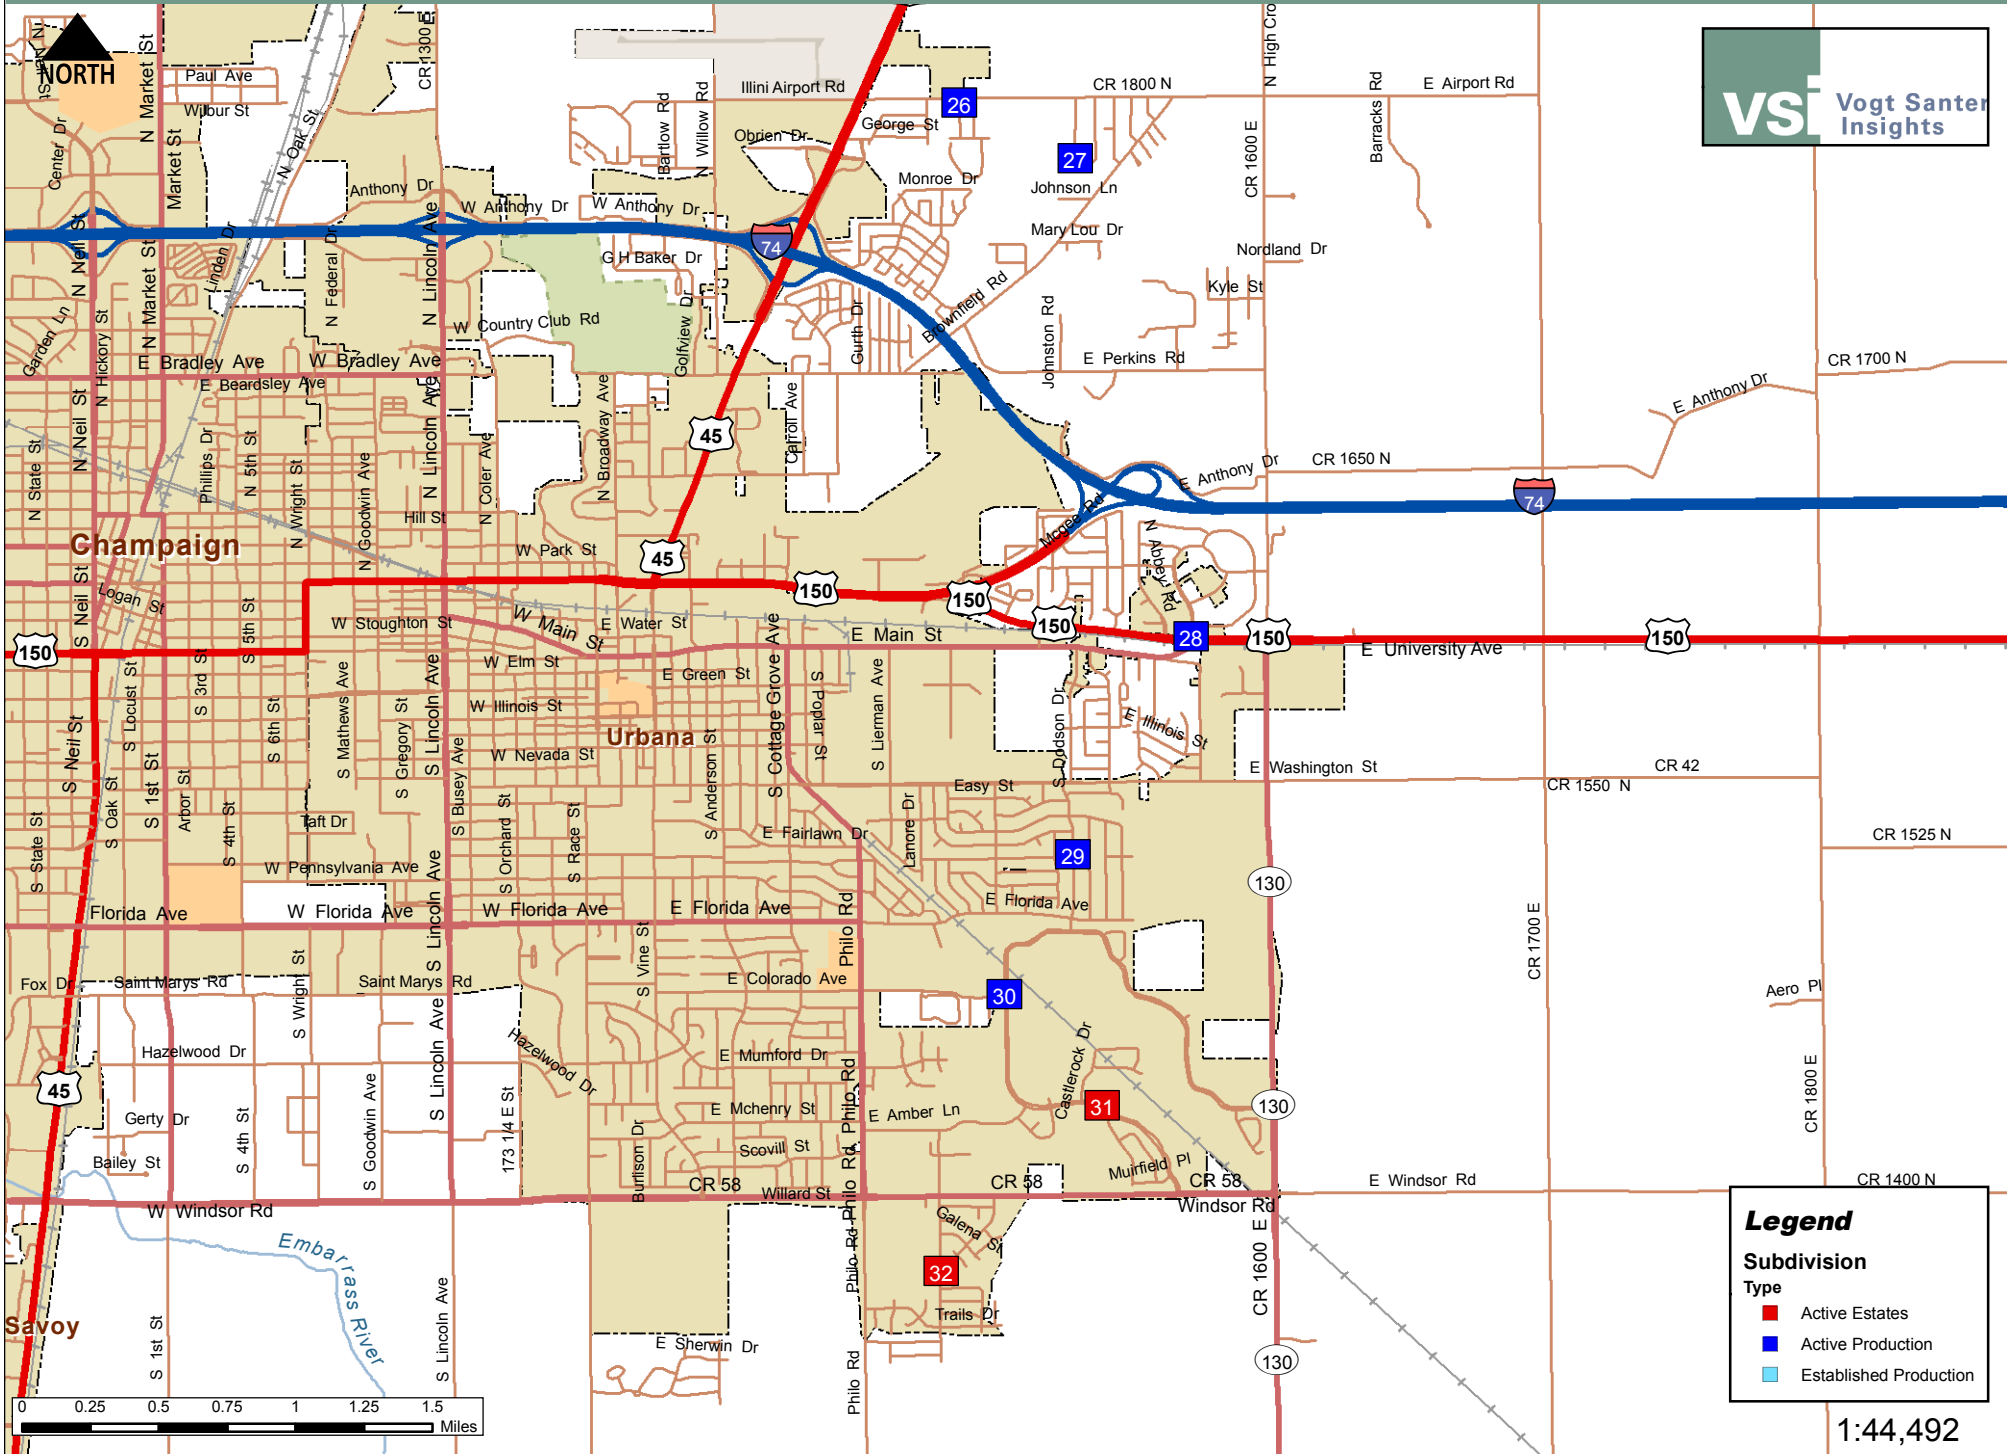 NORTH
N Neil St
Center Dr
N Market St
Market St
Paul Ave
Wilbur St
N Oak St
CR 1300 E
Illini Airport Rd
Bartlow Rd
N Willow Rd
Obrien Dr
George St
26
CR 1800 N
N High Cro
E Airport Rd
Barracks Rd
CR 1600 E
27
Johnson Ln
Monroe Dr
Mary Lou Dr
Nordland Dr
Kyle St
vsi Vogt Santer
Insights
Anthony Dr
W Anthony Dr
W Anthony Dr
74
G H Baker Dr
N Neil St
N Market St
Linden Dr
N Federal Dr
N Lincoln Ave
W Country Club Rd
Golfview Dr
Gurth Dr
Brownfield Rd
Johnston Rd
E Perkins Rd
CR 1700 N
Garden Ln
N Hickory St
E Bradley Ave
W Bradley Ave
E Beardsley Ave
N Lincoln Ave
N Neil St
N State St
Phillips Dr
N 5th St
N Wright St
N Goodwin Ave
N Coler Ave
N Broadway Ave
45
Carroll Ave
E Anthony Dr
E Anthony Dr
CR 1650 N
74
Hill St
W Park St
45
Mcgee Rd
N Abbey Rd
Champaign
Logan St
S Neil St
S 5th St
W Stoughton St
W Main St
E Water St
150
150
150
150
E Main St
28
150
150
E University Ave
S Locust St
S 3rd St
S 6th St
S Mathews Ave
S Gregory St
S Lincoln Ave
W Elm St
E Green St
W Illinois St
Urbana
W Nevada St
S Cottage Grove Ave
S Poplar St
S Lierman Ave
S Dodson Dr
E Illinois St
E Washington St
CR 42
CR 1550 N
S Neil St
S Oak St
S 1st St
Arbor St
S 4th St
Taft Dr
S Busey Ave
S Orchard St
S Race St
S Anderson St
E Fairlawn Dr
Lanore Dr
Easy St
29
CR 1525 N
S State St
W Pennsylvania Ave
Florida Ave
W Florida Ave
S Lincoln Ave
W Florida Ave
E Florida Ave
E Florida Ave
Philo Rd
130
CR 1700 E
Fox Dr
Saint Marys Rd
S Wright St
Saint Marys Rd
S Vine St
E Colorado Ave
30
Aero Pl
Hazelwood Dr
Hazelwood Dr
E Mumford Dr
Castlerock Dr
45
Gerty Dr
S 4th St
S Goodwin Ave
S Lincoln Ave
173 1/4 E St
E Mchenry St
Philo Rd
E Amber Ln
31
130
CR 1800 E
Bailey St
Burlison Dr
Scovill St
Philo Rd
Muirfield Pl
CR 58
Willard St
CR 58
CR 58
E Windsor Rd
CR 1400 N
W Windsor Rd
Windsor Rd
Embarrass River
Philo Rd
Galena St
32
Trails Dr
CR 1600 E
Savoy
S 1st St
S Lincoln Ave
E Sherwin Dr
Philo Rd
130
Legend
Subdivision
Type
Active Estates
Active Production
Established Production
0 0.25 0.5 0.75 1 1.25 1.5
Miles
1:44,492